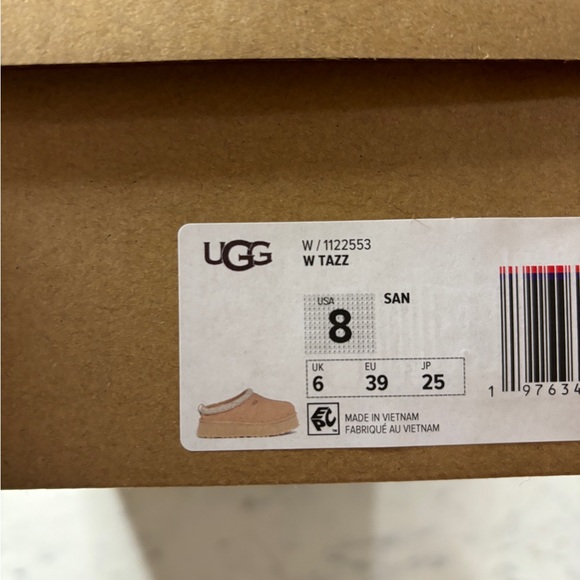 UGG
W / 1122553
W TAZZ
USA
8
SAN
UK EU JP
6 39 25
1 97634
EPC
MADE IN VIETNAM
FABRIQUÉ AU VIETNAM